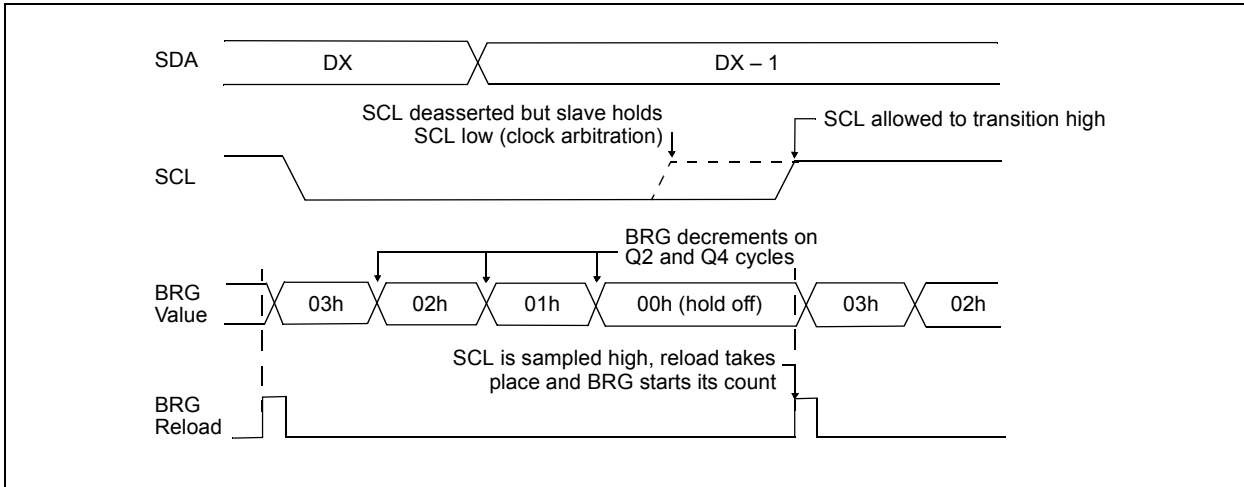 SDA
DX
DX – 1
SCL deasserted but slave holds
SCL low (clock arbitration)
SCL allowed to transition high
SCL
BRG decrements on
Q2 and Q4 cycles
BRG
Value
03h
02h
01h
00h (hold off)
03h
02h
SCL is sampled high, reload takes
place and BRG starts its count
BRG
Reload